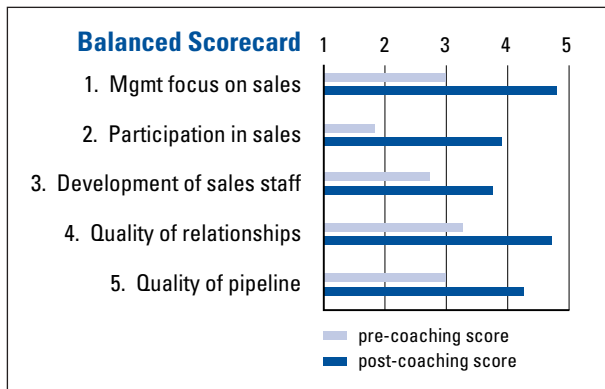 Balanced Scorecard
1 2 3 4 5
1. Mgmt focus on sales
2. Participation in sales
3. Development of sales staff
4. Quality of relationships
5. Quality of pipeline
pre-coaching score
post-coaching score